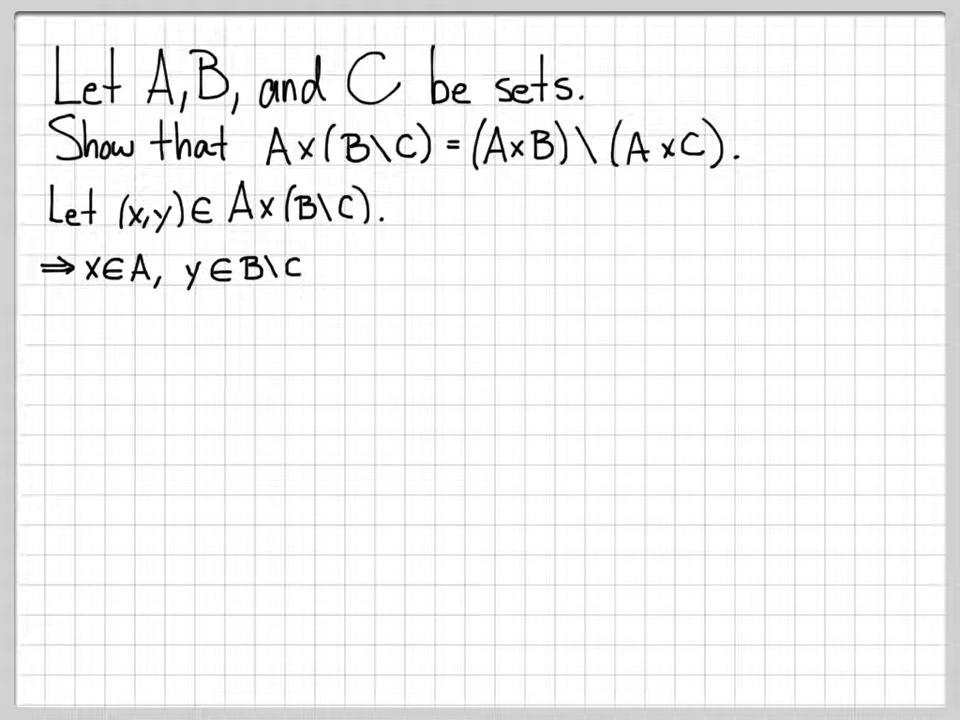 Let A, B, and C be sets.
Show that A×(B\C) = (A×B)\(A×C).
Let (x,y)∈ A×(B\C).
⇒ x∈A, y∈B\C